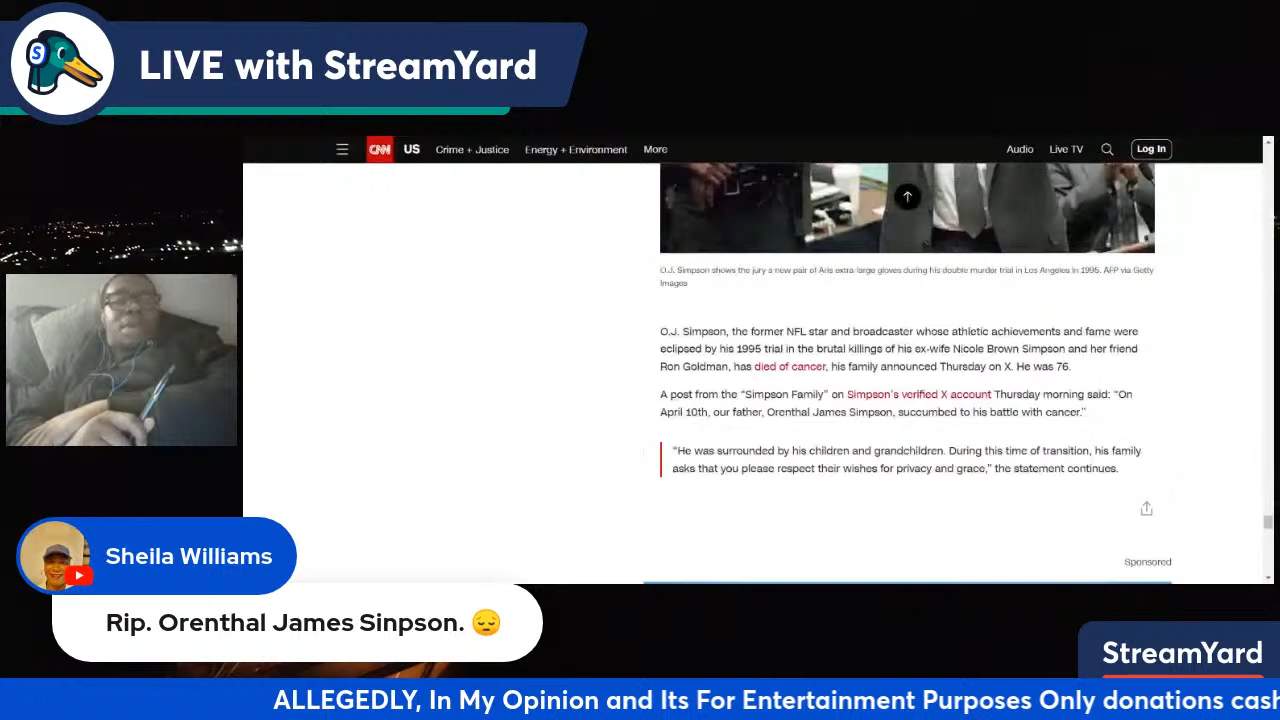 S
LIVE with StreamYard
CNN US Crime + Justice Energy + Environment More Audio Live TV Log In
O.J. Simpson shows the jury a new pair of Aris extra-large gloves during his double murder trial in Los Angeles in 1995. AFP via Getty
Images
O.J. Simpson, the former NFL star and broadcaster whose athletic achievements and fame were
eclipsed by his 1995 trial in the brutal killings of his ex-wife Nicole Brown Simpson and her friend
Ron Goldman, has died of cancer, his family announced Thursday on X. He was 76.
A post from the “Simpson Family” on Simpson’s verified X account Thursday morning said: “On
April 10th, our father, Orenthal James Simpson, succumbed to his battle with cancer.”
“He was surrounded by his children and grandchildren. During this time of transition, his family
asks that you please respect their wishes for privacy and grace,” the statement continues.
Sponsored
Sheila Williams
Rip. Orenthal James Sinpson. 😔
StreamYard
ALLEGEDLY, In My Opinion and Its For Entertainment Purposes Only donations cash